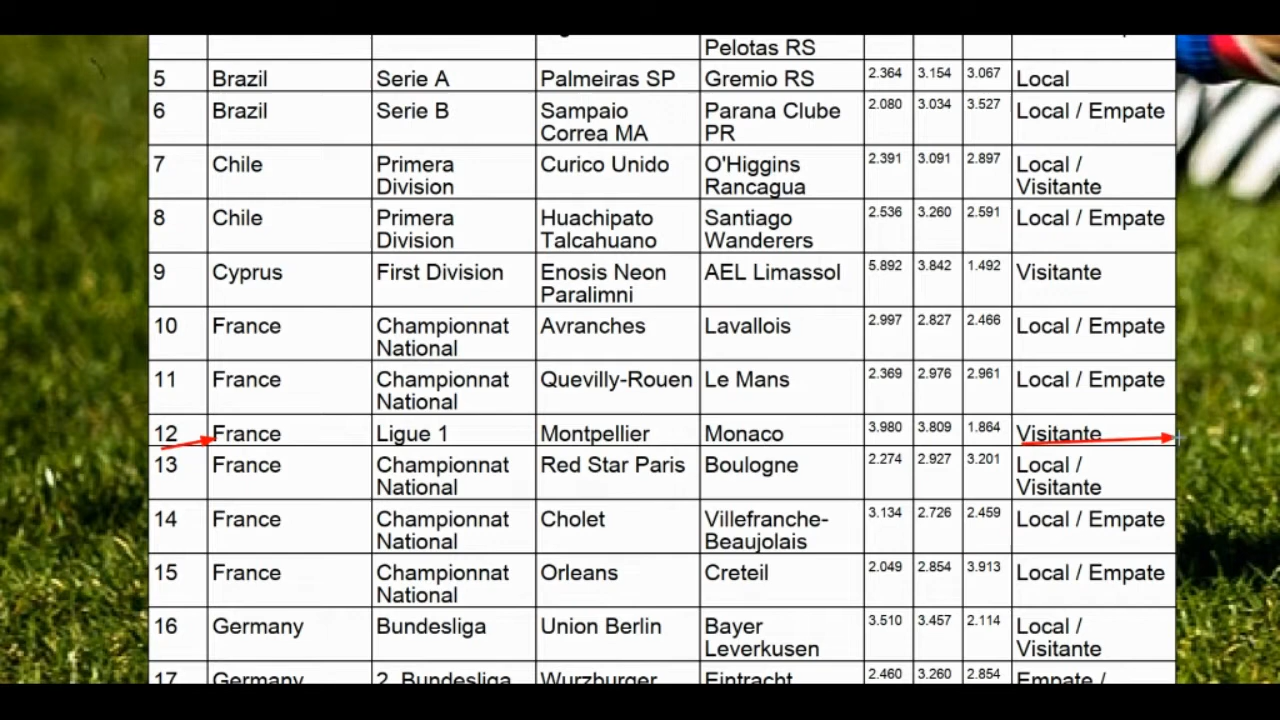 Pelotas RS
5 Brazil Serie A Palmeiras SP Gremio RS 2.364 3.154 3.067 Local
6 Brazil Serie B Sampaio Parana Clube 2.080 3.034 3.527 Local / Empate
Correa MA PR
7 Chile Primera Curico Unido O'Higgins 2.391 3.091 2.897 Local /
Division Rancagua Visitante
8 Chile Primera Huachipato Santiago 2.536 3.260 2.591 Local / Empate
Division Talcahuano Wanderers
9 Cyprus First Division Enosis Neon AEL Limassol 5.892 3.842 1.492 Visitante
Paralimni
10 France Championnat Avranches Lavallois 2.997 2.827 2.466 Local / Empate
National
11 France Championnat Quevilly-Rouen Le Mans 2.369 2.976 2.961 Local / Empate
National
12 France Ligue 1 Montpellier Monaco 3.980 3.809 1.864 Visitante
13 France Championnat Red Star Paris Boulogne 2.274 2.927 3.201 Local /
National Visitante
14 France Championnat Cholet Villefranche- 3.134 2.726 2.459 Local / Empate
National Beaujolais
15 France Championnat Orleans Creteil 2.049 2.854 3.913 Local / Empate
National
16 Germany Bundesliga Union Berlin Bayer 3.510 3.457 2.114 Local /
Leverkusen Visitante
17 Germany 2. Bundesliga Wurzburger Eintracht 2.460 3.260 2.854 Empate /